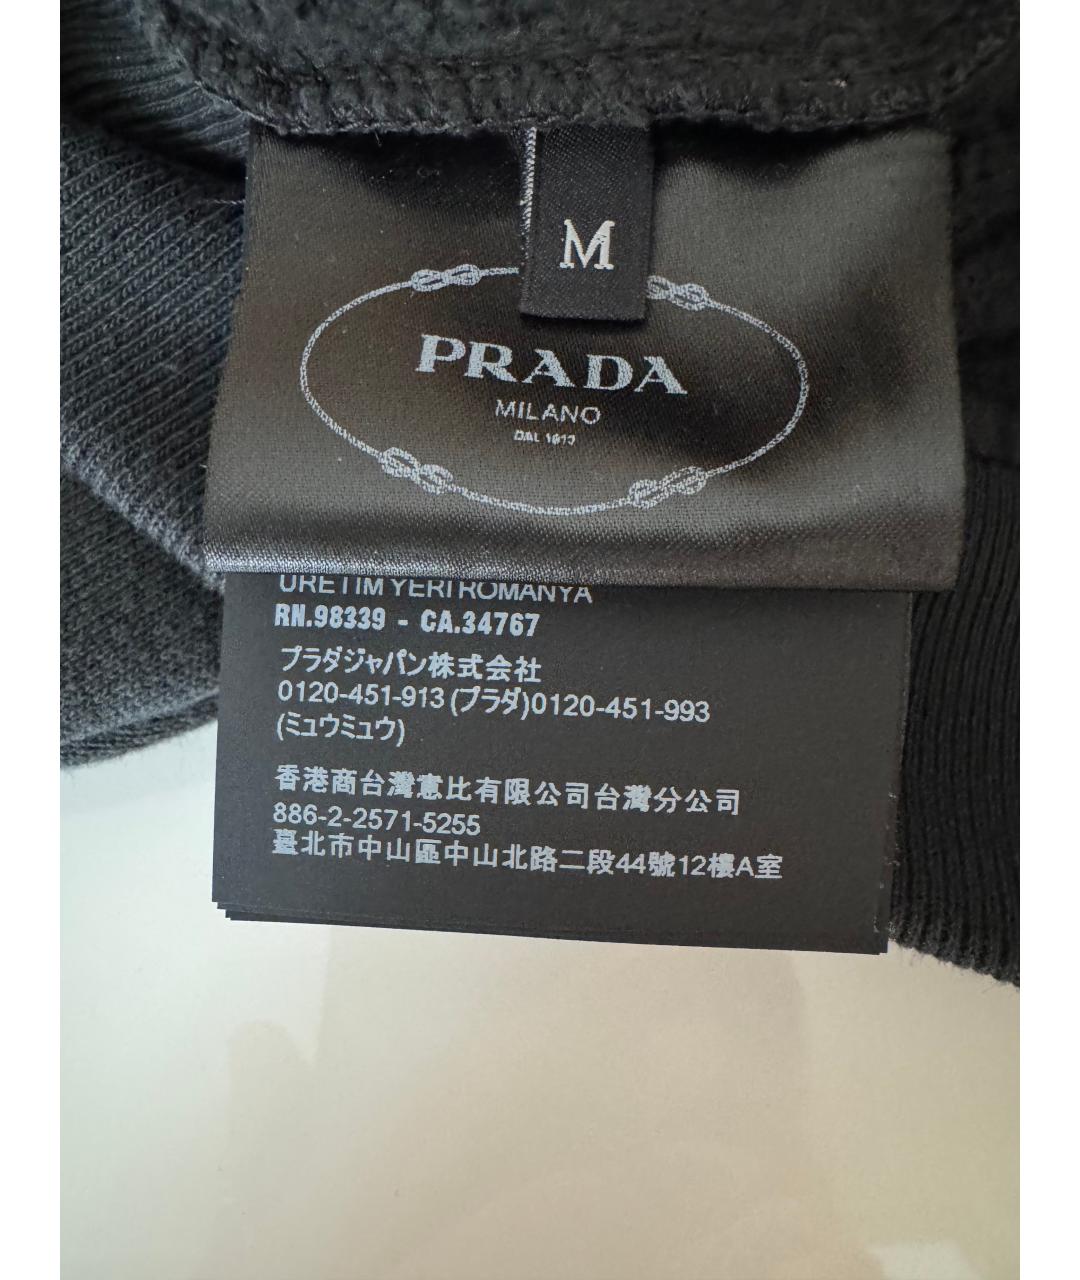 M
PRADA
MILANO
DAL 1913
ÜRETİM YERİ ROMANYA
RN.98339 - CA.34767
プラダジャパン株式会社
0120-451-913 (プラダ)0120-451-993
(ミュウミュウ)
香港商台灣憲比有限公司台灣分公司
886-2-2571-5255
臺北市中山區中山北路二段44號12樓A室